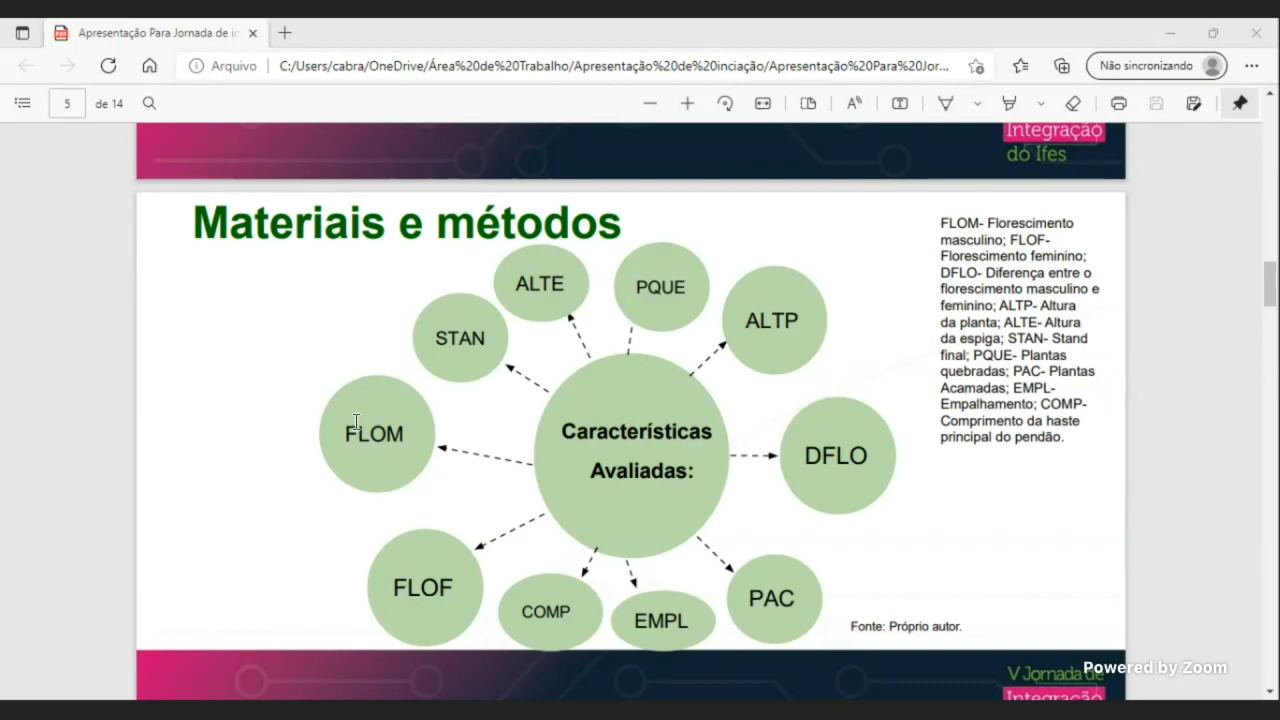 Apresentação Para Jornada de in
Arquivo
C:/Users/cabra/OneDrive/Área%20de%20Trabalho/Apresentação%20de%20inciação/Apresentação%20Para%20Jor...
Não sincronizando
5
de 14
Integração
do Ifes
Materiais e métodos
FLOM- Florescimento
masculino; FLOF-
Florescimento feminino;
DFLO- Diferença entre o
florescimento masculino e
feminino; ALTP- Altura
da planta; ALTE- Altura
da espiga; STAN- Stand
final; PQUE- Plantas
quebradas; PAC- Plantas
Acamadas; EMPL-
Empalhamento; COMP-
Comprimento da haste
principal do pendão.
ALTE
PQUE
ALTP
STAN
FLOM
Características
Avaliadas:
DFLO
FLOF
COMP
EMPL
PAC
Fonte: Próprio autor.
V Jornada de
Integração
Powered by Zoom